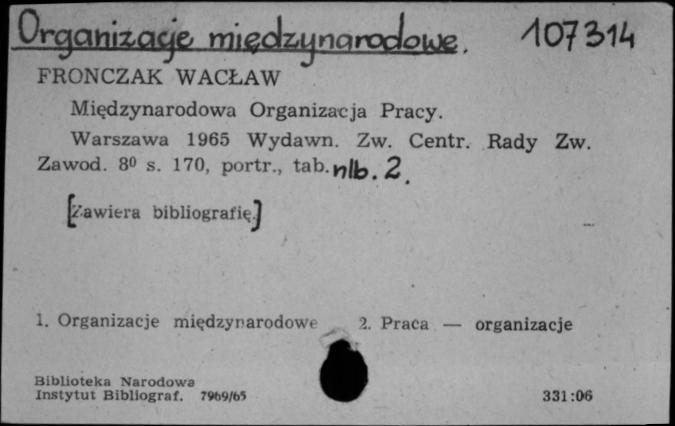 Organizacje międzynarodowe. 107314
FRONCZAK WACŁAW
Międzynarodowa Organizacja Pracy.
Warszawa 1965 Wydawn. Zw. Centr. Rady Zw.
Zawod. 8⁰ s. 170, portr., tab. nlb. 2.
[Zawiera bibliografię.]
1. Organizacje międzynarodowe 2. Praca — organizacje
Biblioteka Narodowa
Instytut Bibliograf. 7969/65 331:06